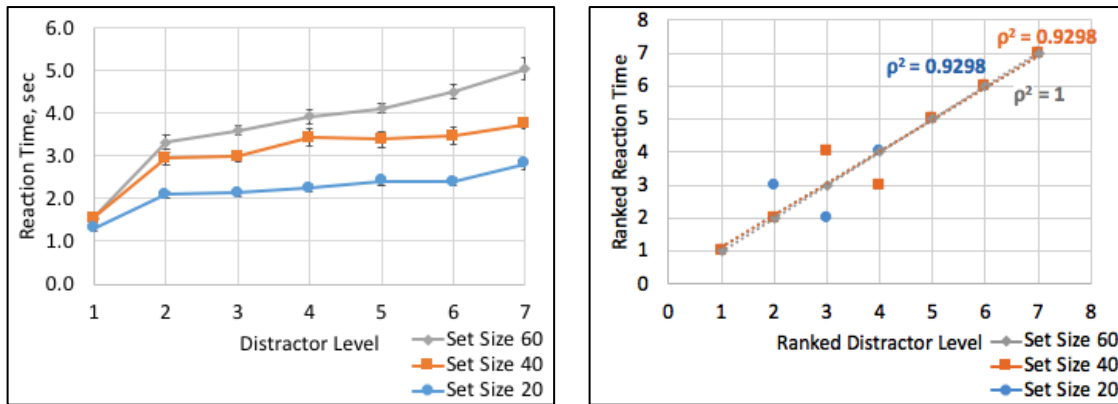 6.0
5.0
4.0
3.0
2.0
1.0
0.0
Reaction Time, sec
1 2 3 4 5 6 7
Distractor Level
Set Size 60
Set Size 40
Set Size 20
8
7
6
5
4
3
2
1
0
Ranked Reaction Time
ρ² = 0.9298
ρ² = 0.9298
ρ² = 1
0 1 2 3 4 5 6 7 8
Ranked Distractor Level
Set Size 60
Set Size 40
Set Size 20